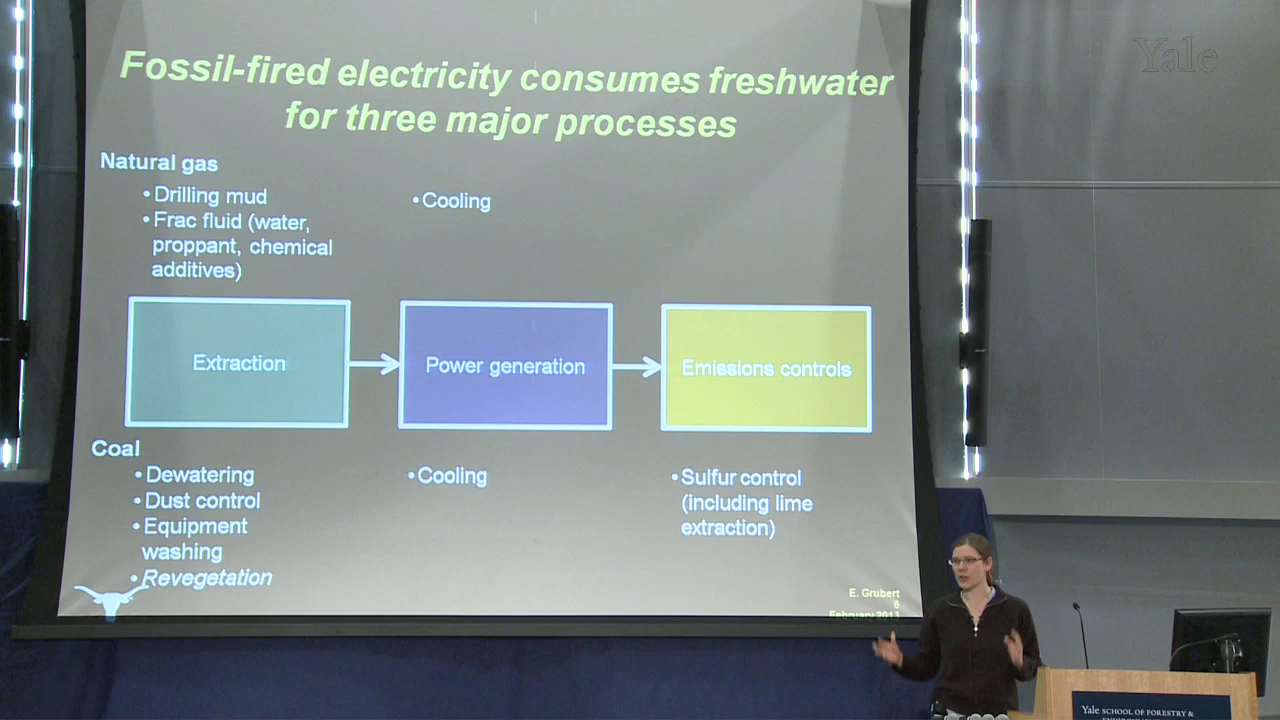 Yale
Fossil-fired electricity consumes freshwater
for three major processes
Natural gas
• Drilling mud
• Frac fluid (water,
proppant, chemical
additives)
• Cooling
Extraction
Power generation
Emissions controls
Coal
• Dewatering
• Dust control
• Equipment
washing
• Revegetation
• Cooling
• Sulfur control
(including lime
extraction)
E. Grubert
6
February 2013
Yale SCHOOL OF FORESTRY &